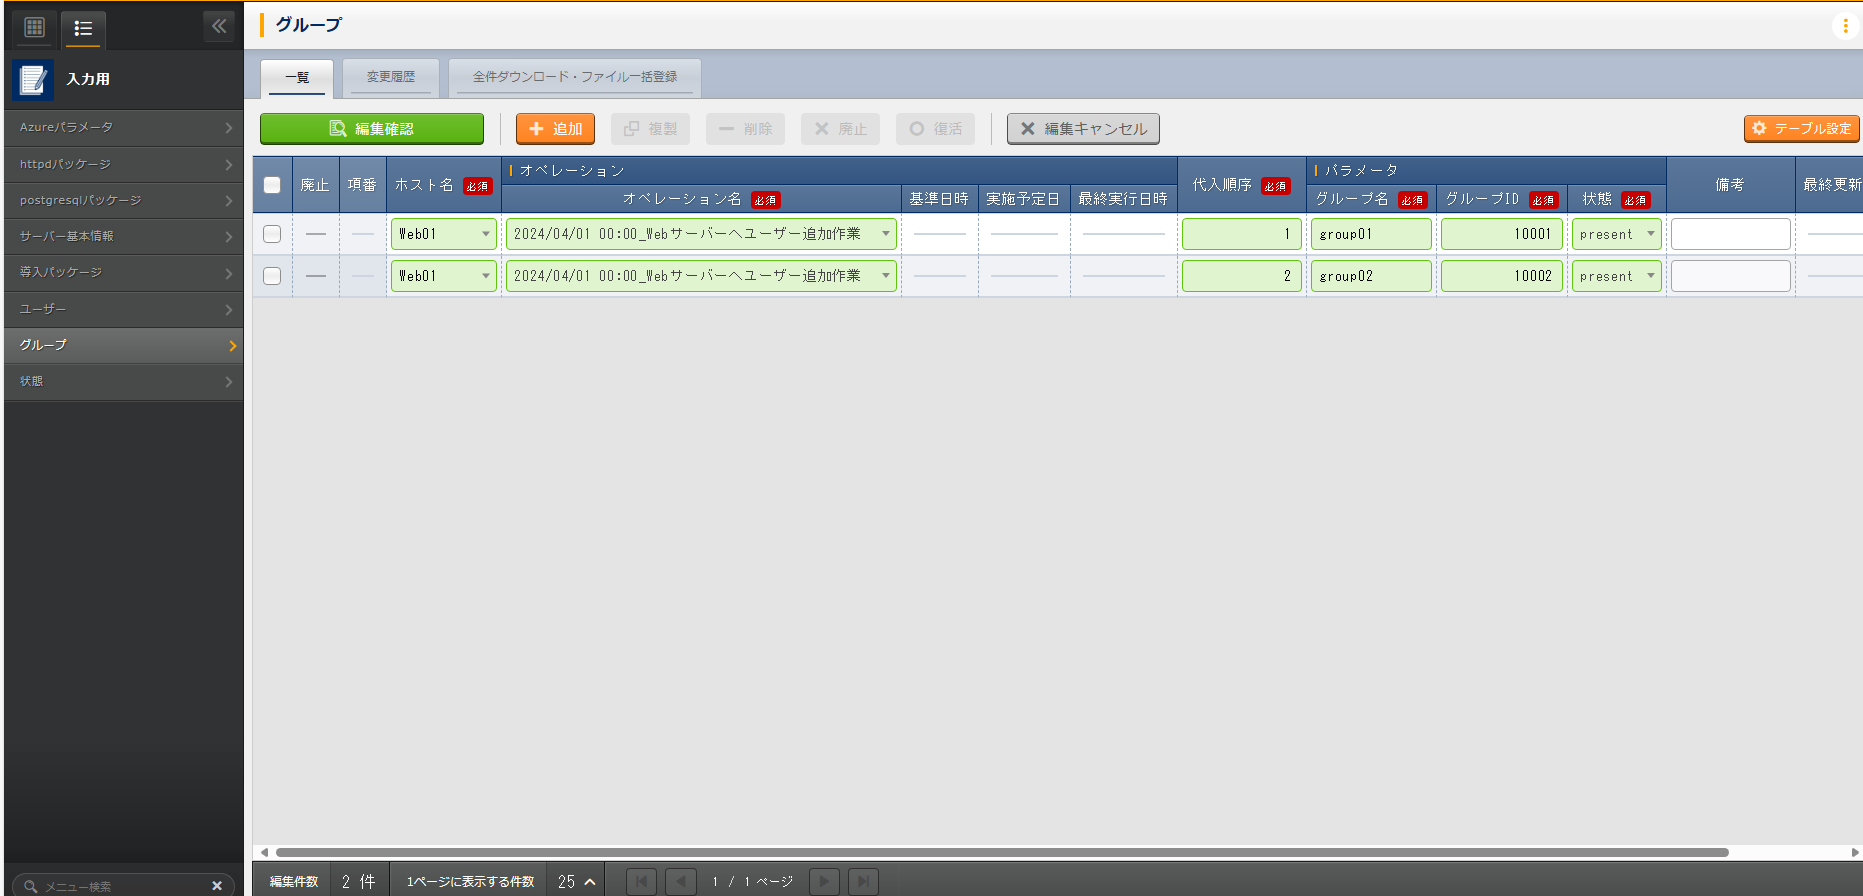 グループ
入力用
Azureパラメータ
httpdパッケージ
postgresqlパッケージ
サーバー基本情報
導入パッケージ
ユーザー
グループ
状態
メニュー検索
一覧 変更履歴 全件ダウンロード・ファイル一括登録
編集確認 追加 複製 削除 廃止 復活 編集キャンセル テーブル設定
廃止 項番 ホスト名 必須 オペレーション 代入順序 必須 パラメータ 備考 最終更新
オペレーション名 必須 基準日時 実施予定日 最終実行日時 グループ名 必須 グループID 必須 状態 必須
Web01 2024/04/01 00:00_Webサーバーへユーザー追加作業 1 group01 10001 present
Web01 2024/04/01 00:00_Webサーバーへユーザー追加作業 2 group02 10002 present
編集件数 2 件 1ページに表示する件数 25 1 / 1 ページ